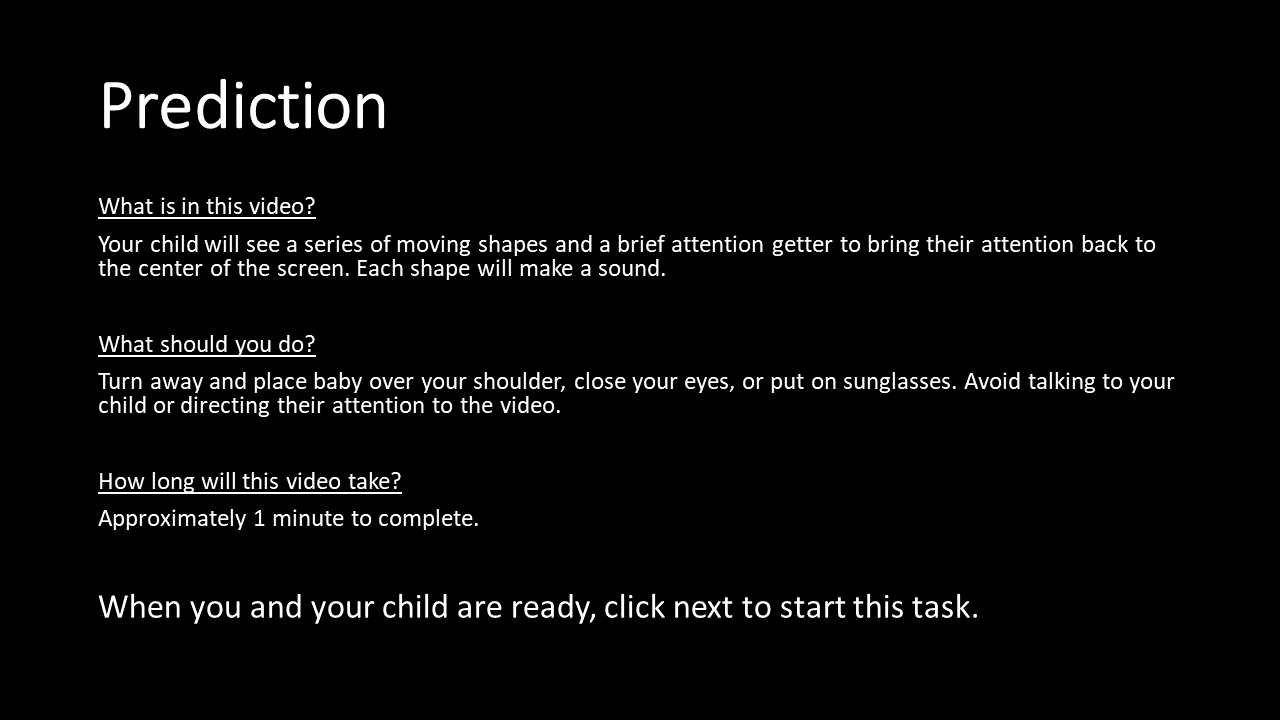 Prediction
What is in this video?
Your child will see a series of moving shapes and a brief attention getter to bring their attention back to
the center of the screen. Each shape will make a sound.
What should you do?
Turn away and place baby over your shoulder, close your eyes, or put on sunglasses. Avoid talking to your
child or directing their attention to the video.
How long will this video take?
Approximately 1 minute to complete.
When you and your child are ready, click next to start this task.